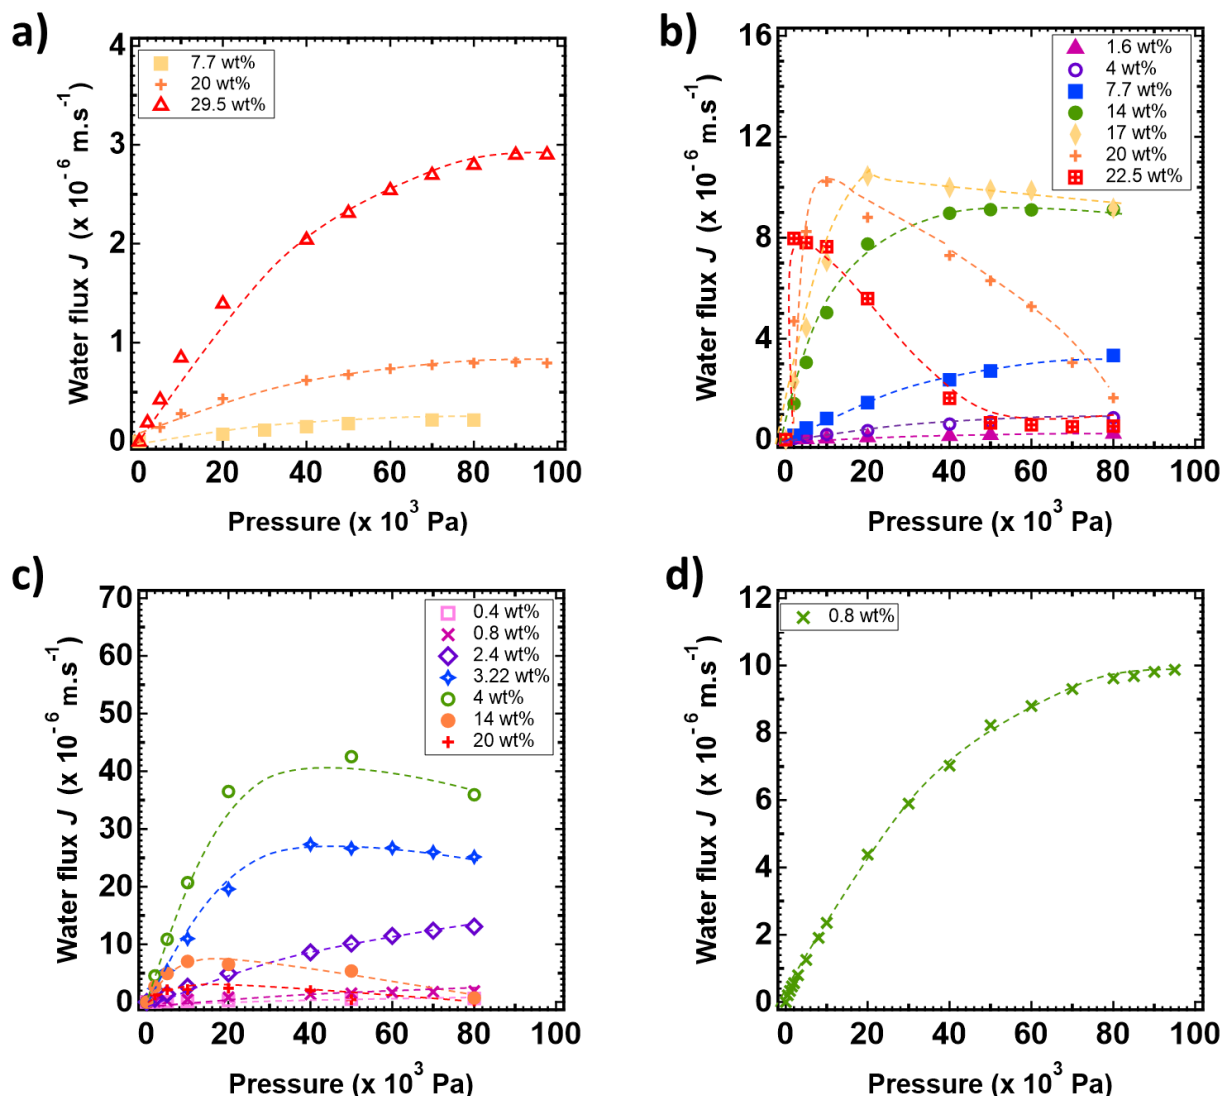 a)
Water flux J (x 10⁻⁶ m.s⁻¹)
4
3
2
1
0
7.7 wt%
20 wt%
29.5 wt%
0 20 40 60 80 100
Pressure (x 10³ Pa)
b)
Water flux J (x 10⁻⁶ m.s⁻¹)
16
12
8
4
0
1.6 wt%
4 wt%
7.7 wt%
14 wt%
17 wt%
20 wt%
22.5 wt%
0 20 40 60 80 100
Pressure (x 10³ Pa)
c)
Water flux J (x 10⁻⁶ m.s⁻¹)
70
60
50
40
30
20
10
0
0.4 wt%
0.8 wt%
2.4 wt%
3.22 wt%
4 wt%
14 wt%
20 wt%
0 20 40 60 80 100
Pressure (x 10³ Pa)
d)
Water flux J (x 10⁻⁶ m.s⁻¹)
12
10
8
6
4
2
0
0.8 wt%
0 20 40 60 80 100
Pressure (x 10³ Pa)